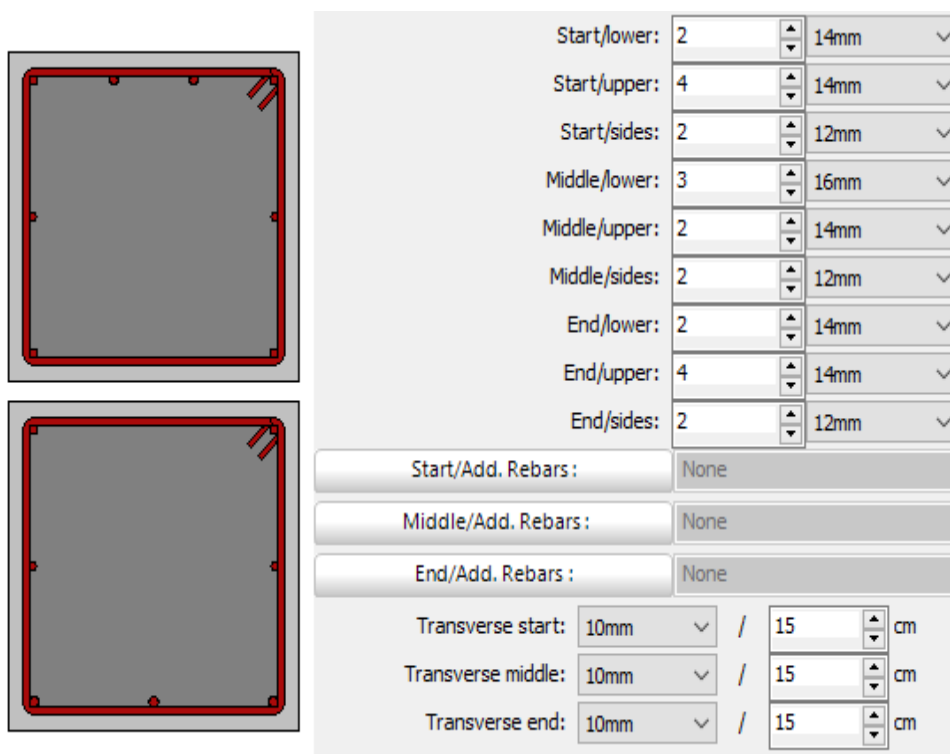 Start/lower: 2 14mm
Start/upper: 4 14mm
Start/sides: 2 12mm
Middle/lower: 3 16mm
Middle/upper: 2 14mm
Middle/sides: 2 12mm
End/lower: 2 14mm
End/upper: 4 14mm
End/sides: 2 12mm
Start/Add. Rebars : None
Middle/Add. Rebars : None
End/Add. Rebars : None
Transverse start: 10mm / 15 cm
Transverse middle: 10mm / 15 cm
Transverse end: 10mm / 15 cm